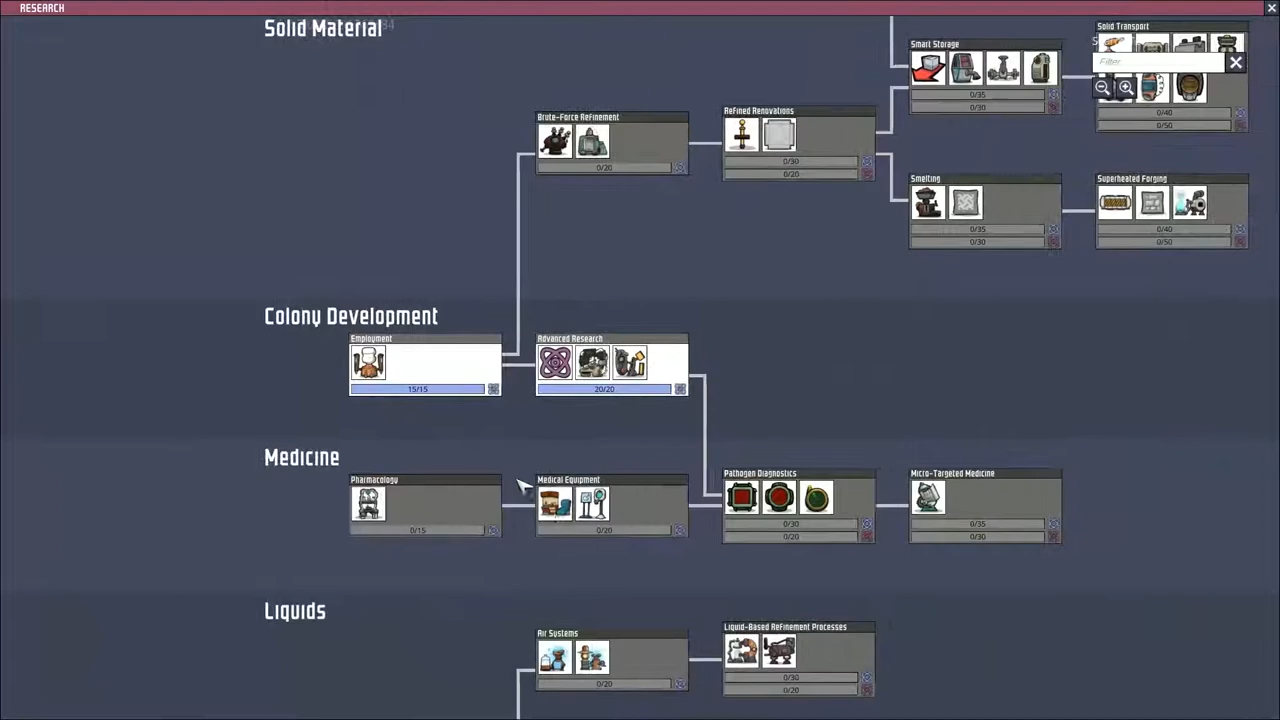 RESEARCH
Solid Material
Solid Transport
Smart Storage
Filter
0/35
0/30
0/40
0/50
Brute-Force Refinement
Refined Renovations
0/20
0/30
0/20
Smelting
Superheated Forging
0/35
0/30
0/40
0/50
Colony Development
Employment
Advanced Research
15/15
20/20
Medicine
Pharmacology
Medical Equipment
Pathogen Diagnostics
Micro-Targeted Medicine
0/15
0/20
0/30
0/20
0/35
0/30
Liquids
Air Systems
Liquid-Based Refinement Processes
0/20
0/30
0/20